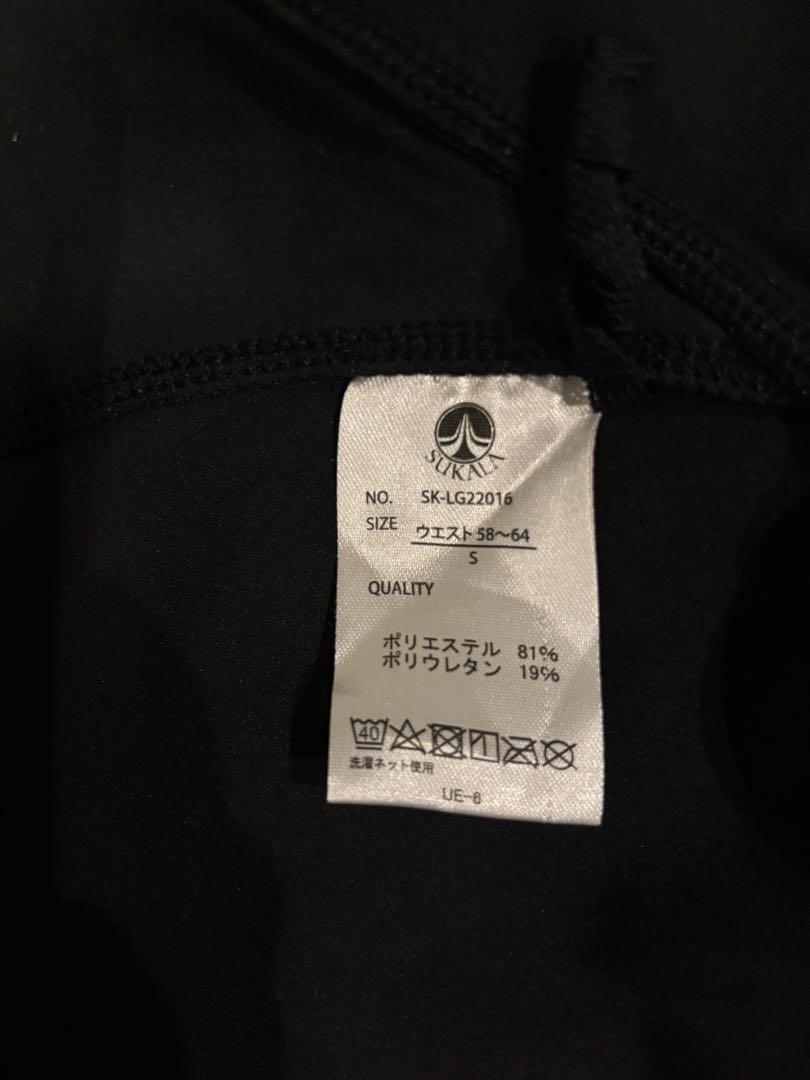 SUKALA
NO. SK-LG22016
SIZE ウエスト58〜64
S
QUALITY
ポリエステル 81%
ポリウレタン 19%
40
洗濯ネット使用
UE-6